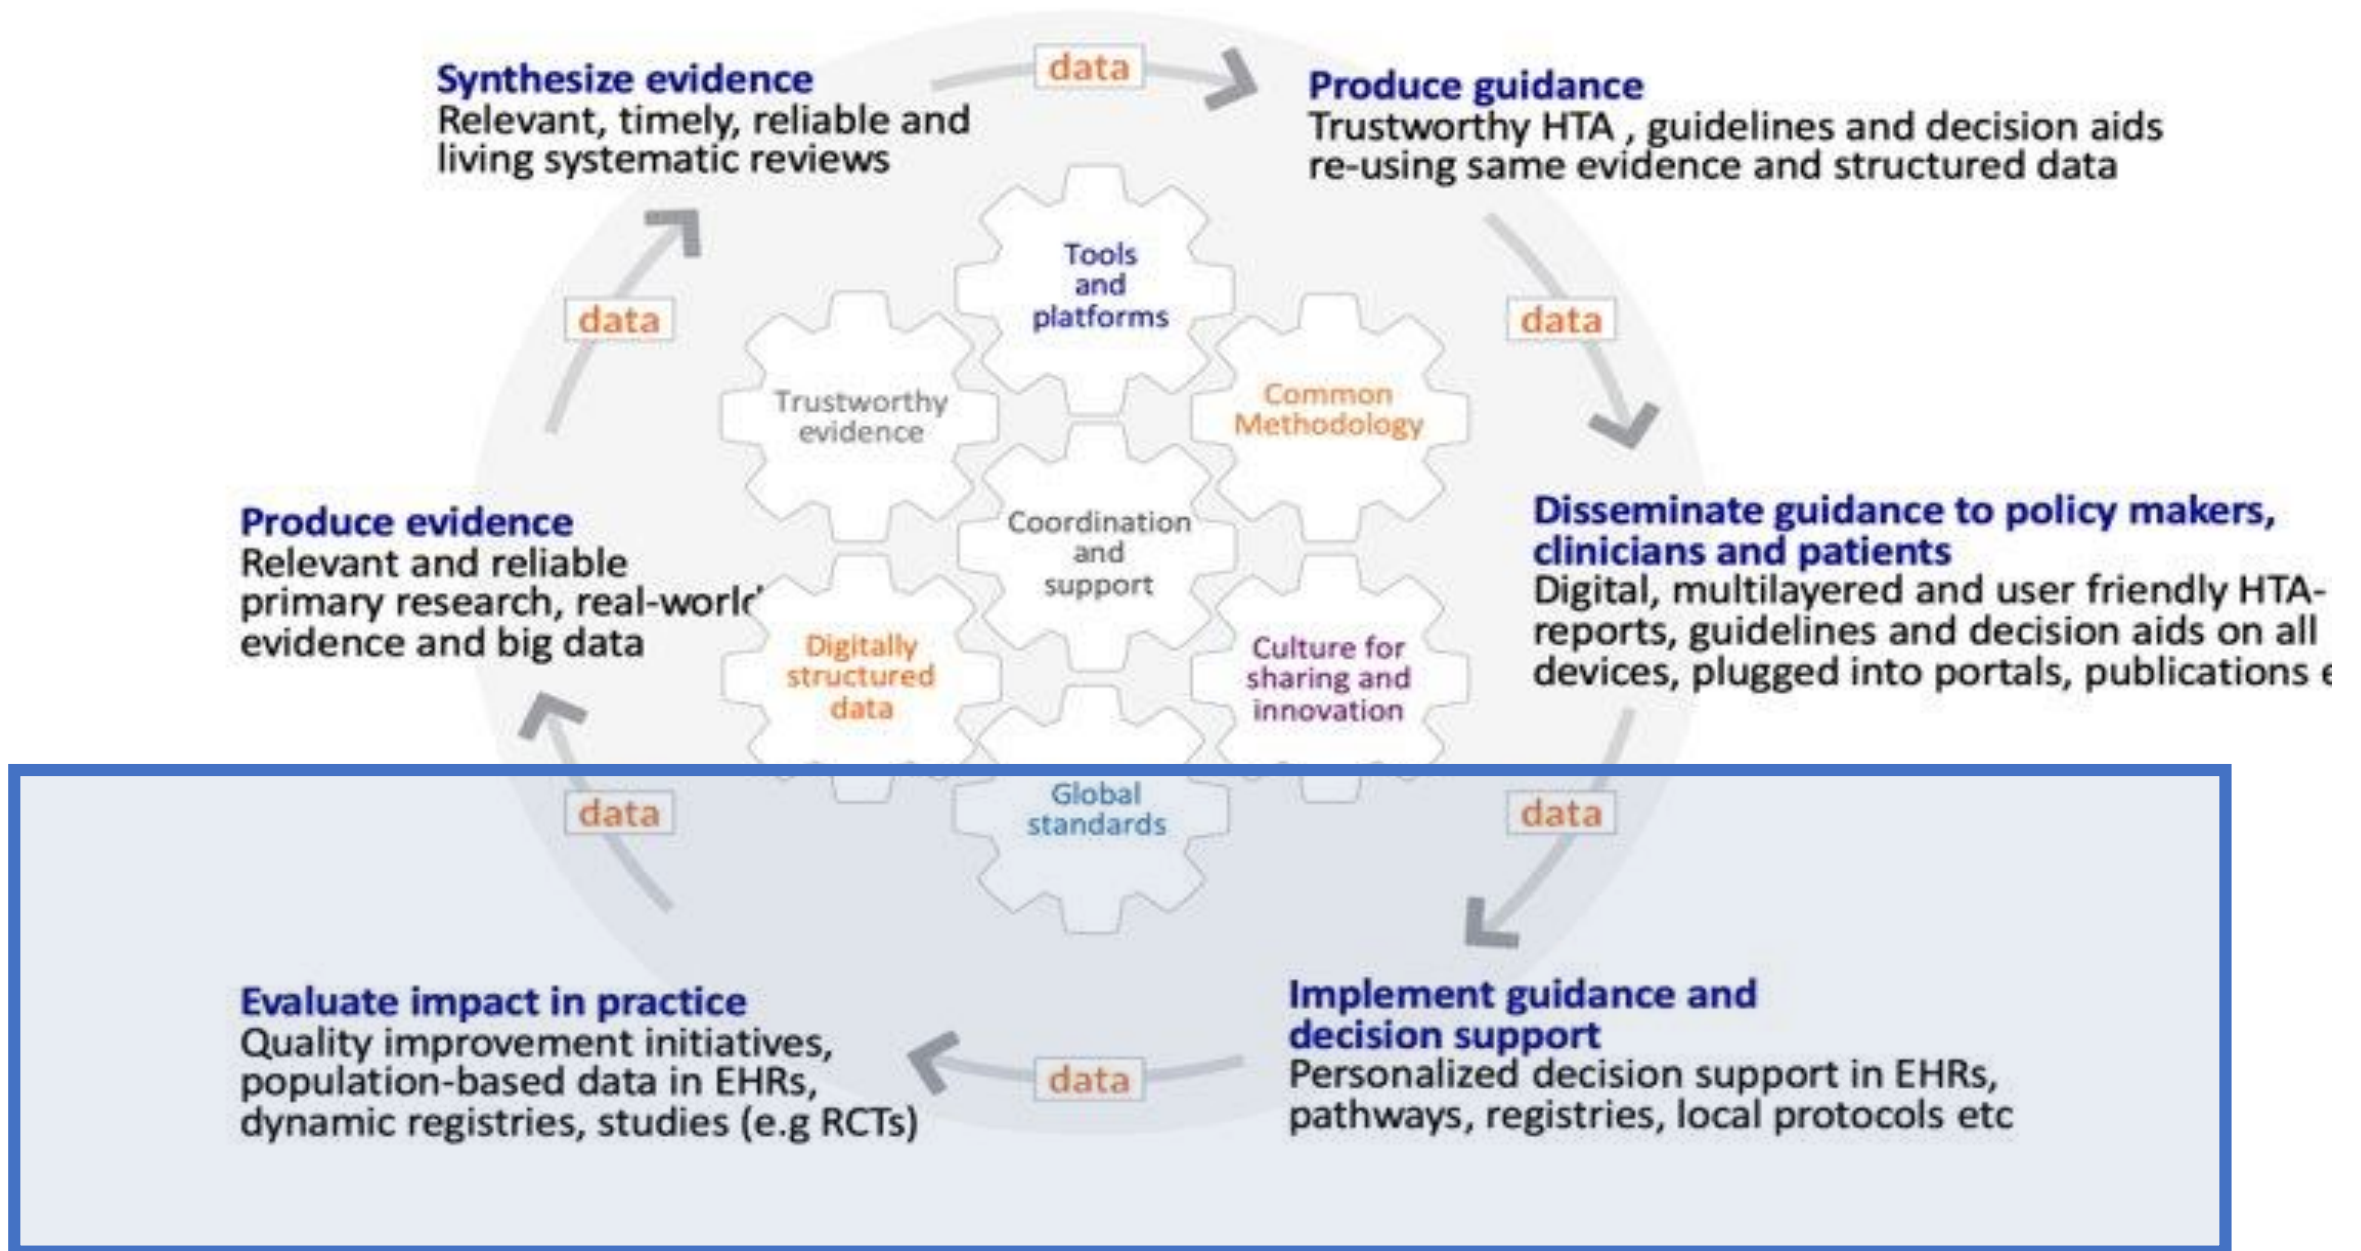 Synthesize evidence
Relevant, timely, reliable and
living systematic reviews
data
Produce guidance
Trustworthy HTA , guidelines and decision aids
re-using same evidence and structured data
data
data
Tools
and
platforms
Trustworthy
evidence
Common
Methodology
Coordination
and
support
Digitally
structured
data
Culture for
sharing and
innovation
Global
standards
Produce evidence
Relevant and reliable
primary research, real-world
evidence and big data
Disseminate guidance to policy makers,
clinicians and patients
Digital, multilayered and user friendly HTA-
reports, guidelines and decision aids on all
devices, plugged into portals, publications
data
data
Evaluate impact in practice
Quality improvement initiatives,
population-based data in EHRs,
dynamic registries, studies (e.g RCTs)
data
Implement guidance and
decision support
Personalized decision support in EHRs,
pathways, registries, local protocols etc